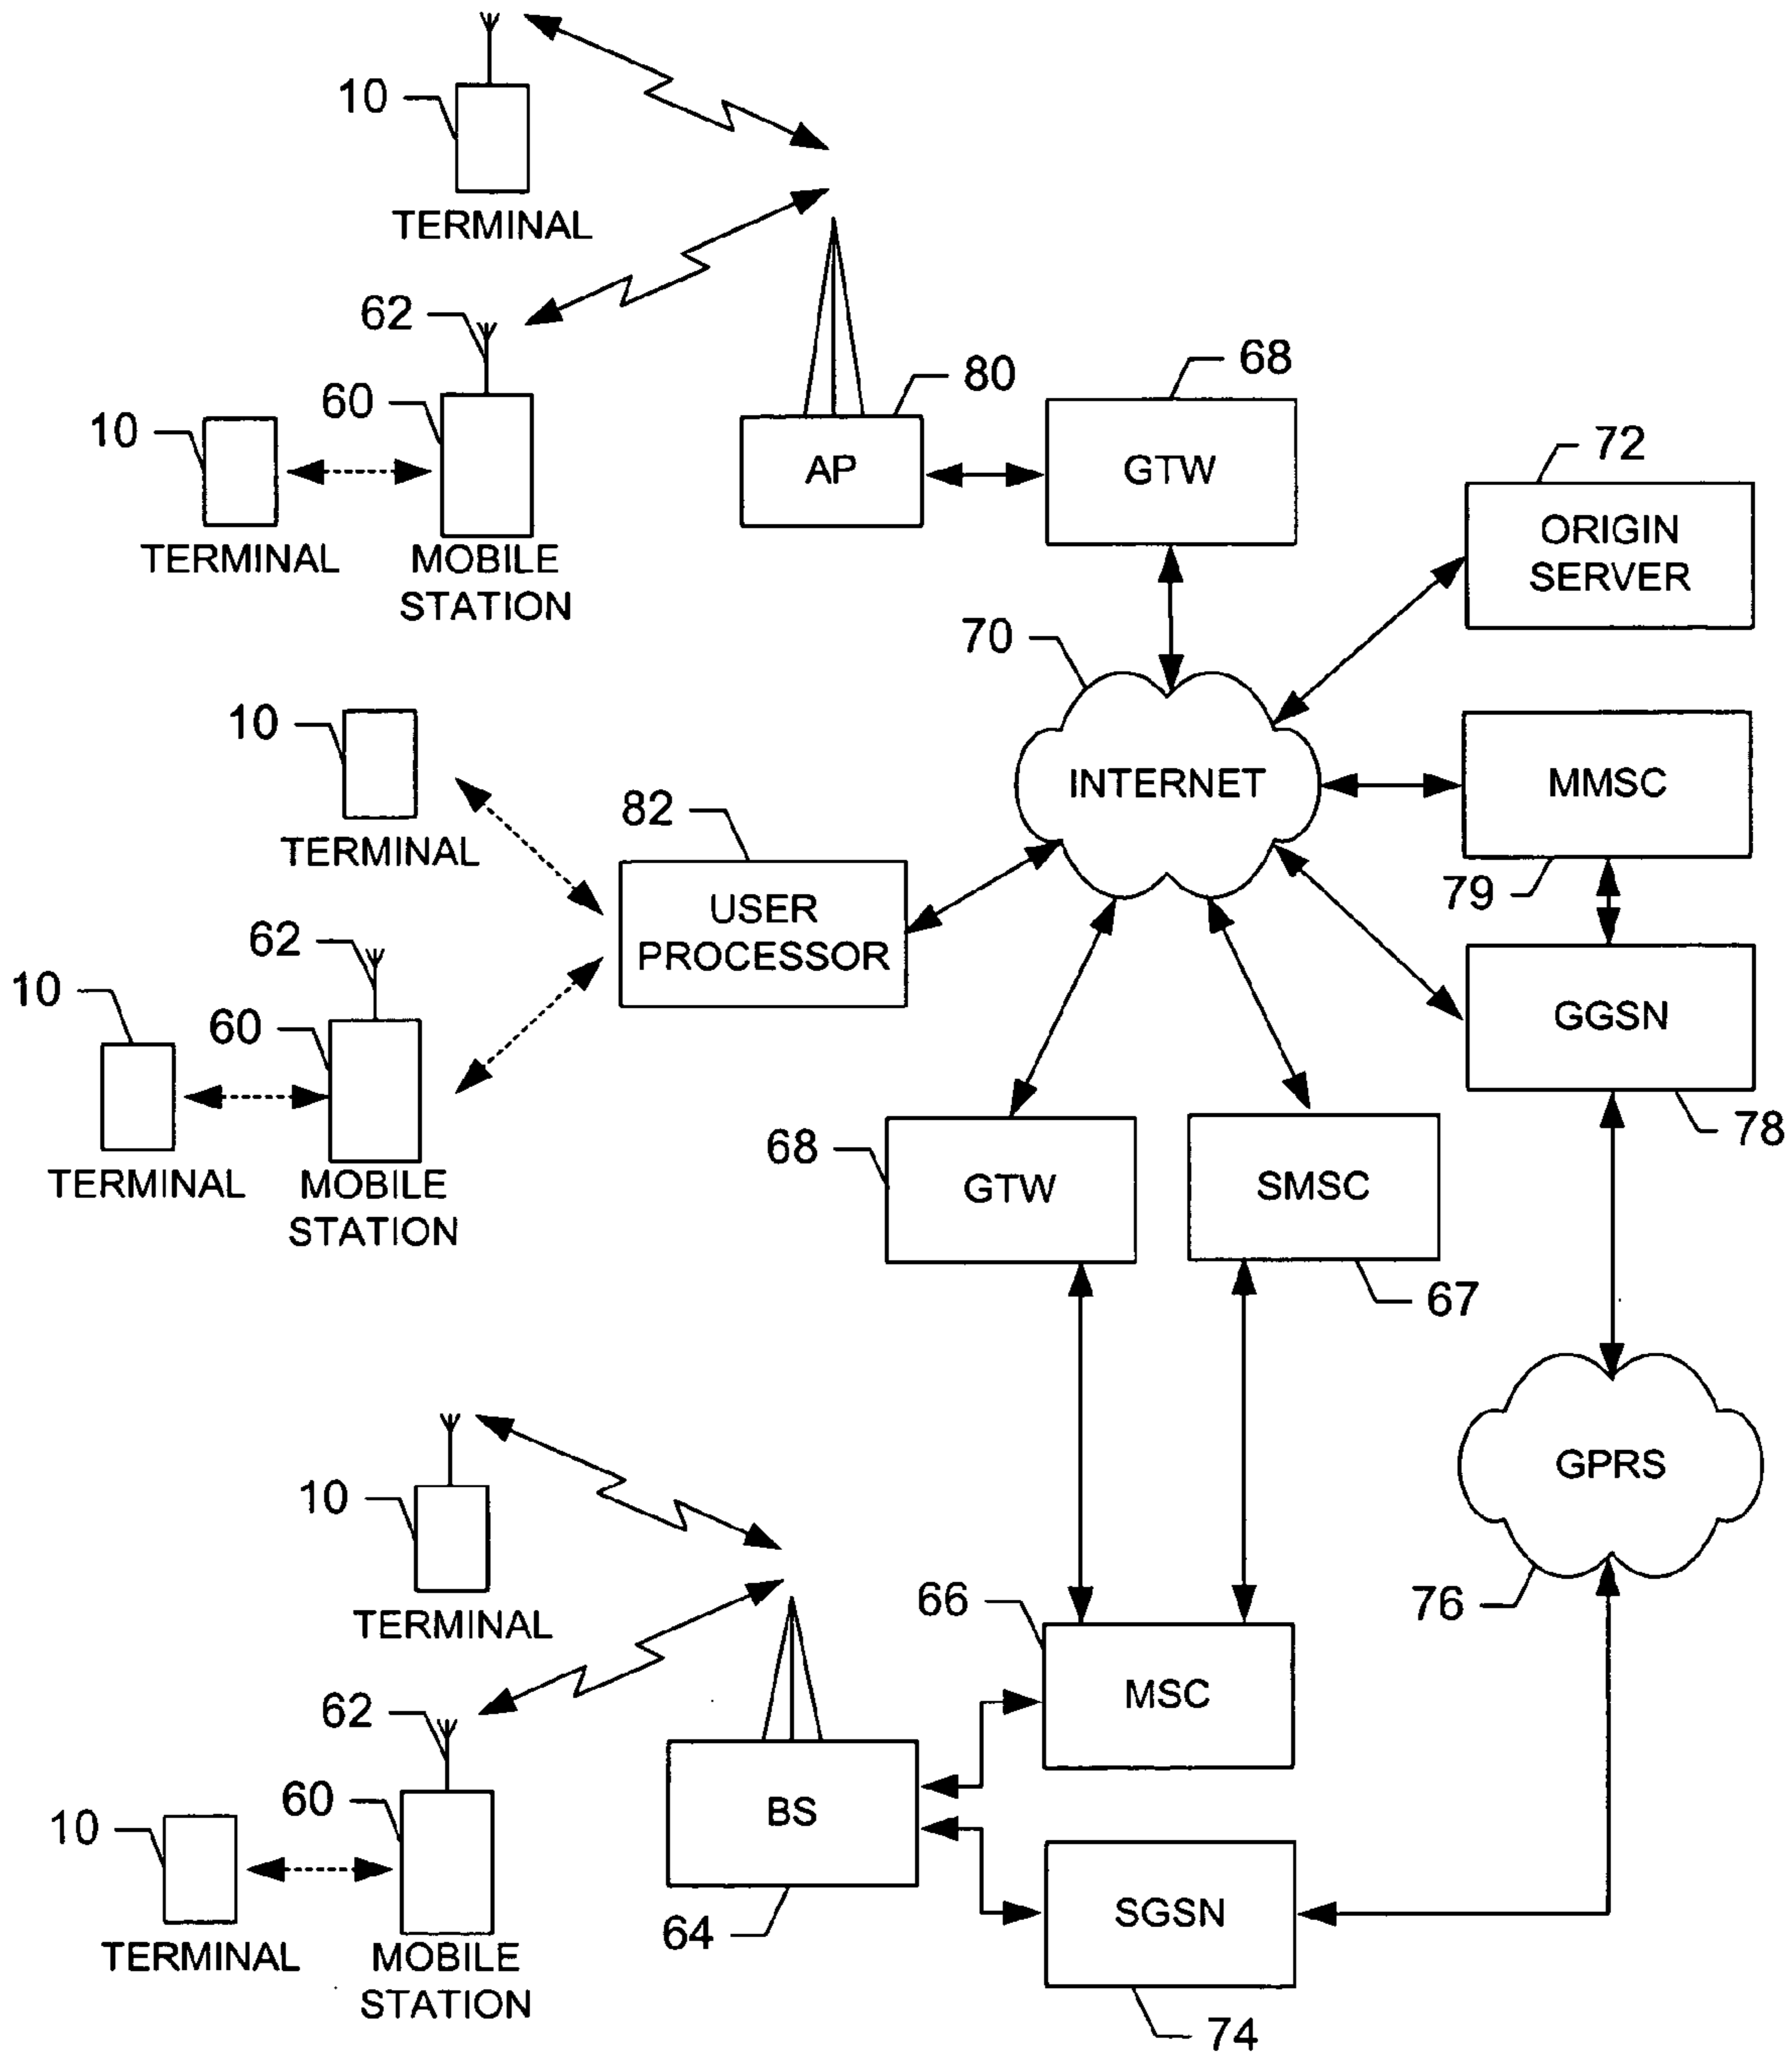 10
TERMINAL
62
60
10
TERMINAL
MOBILE
STATION
80
AP
68
GTW
72
ORIGIN
SERVER
70
INTERNET
MMSC
79
10
TERMINAL
82
USER
PROCESSOR
62
10
60
TERMINAL
MOBILE
STATION
GGSN
78
68
GTW
SMSC
67
GPRS
76
10
TERMINAL
66
MSC
62
60
10
TERMINAL
MOBILE
STATION
BS
64
SGSN
74